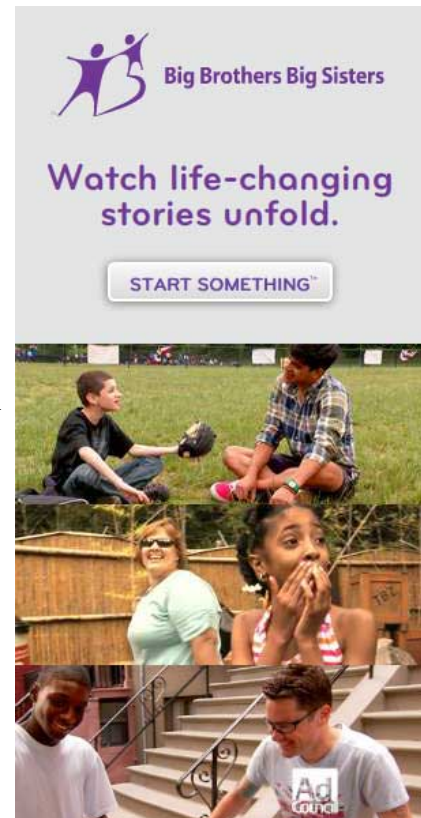 Big Brothers Big Sisters
Watch life-changing
stories unfold.
START SOMETHING™
Ad
Council